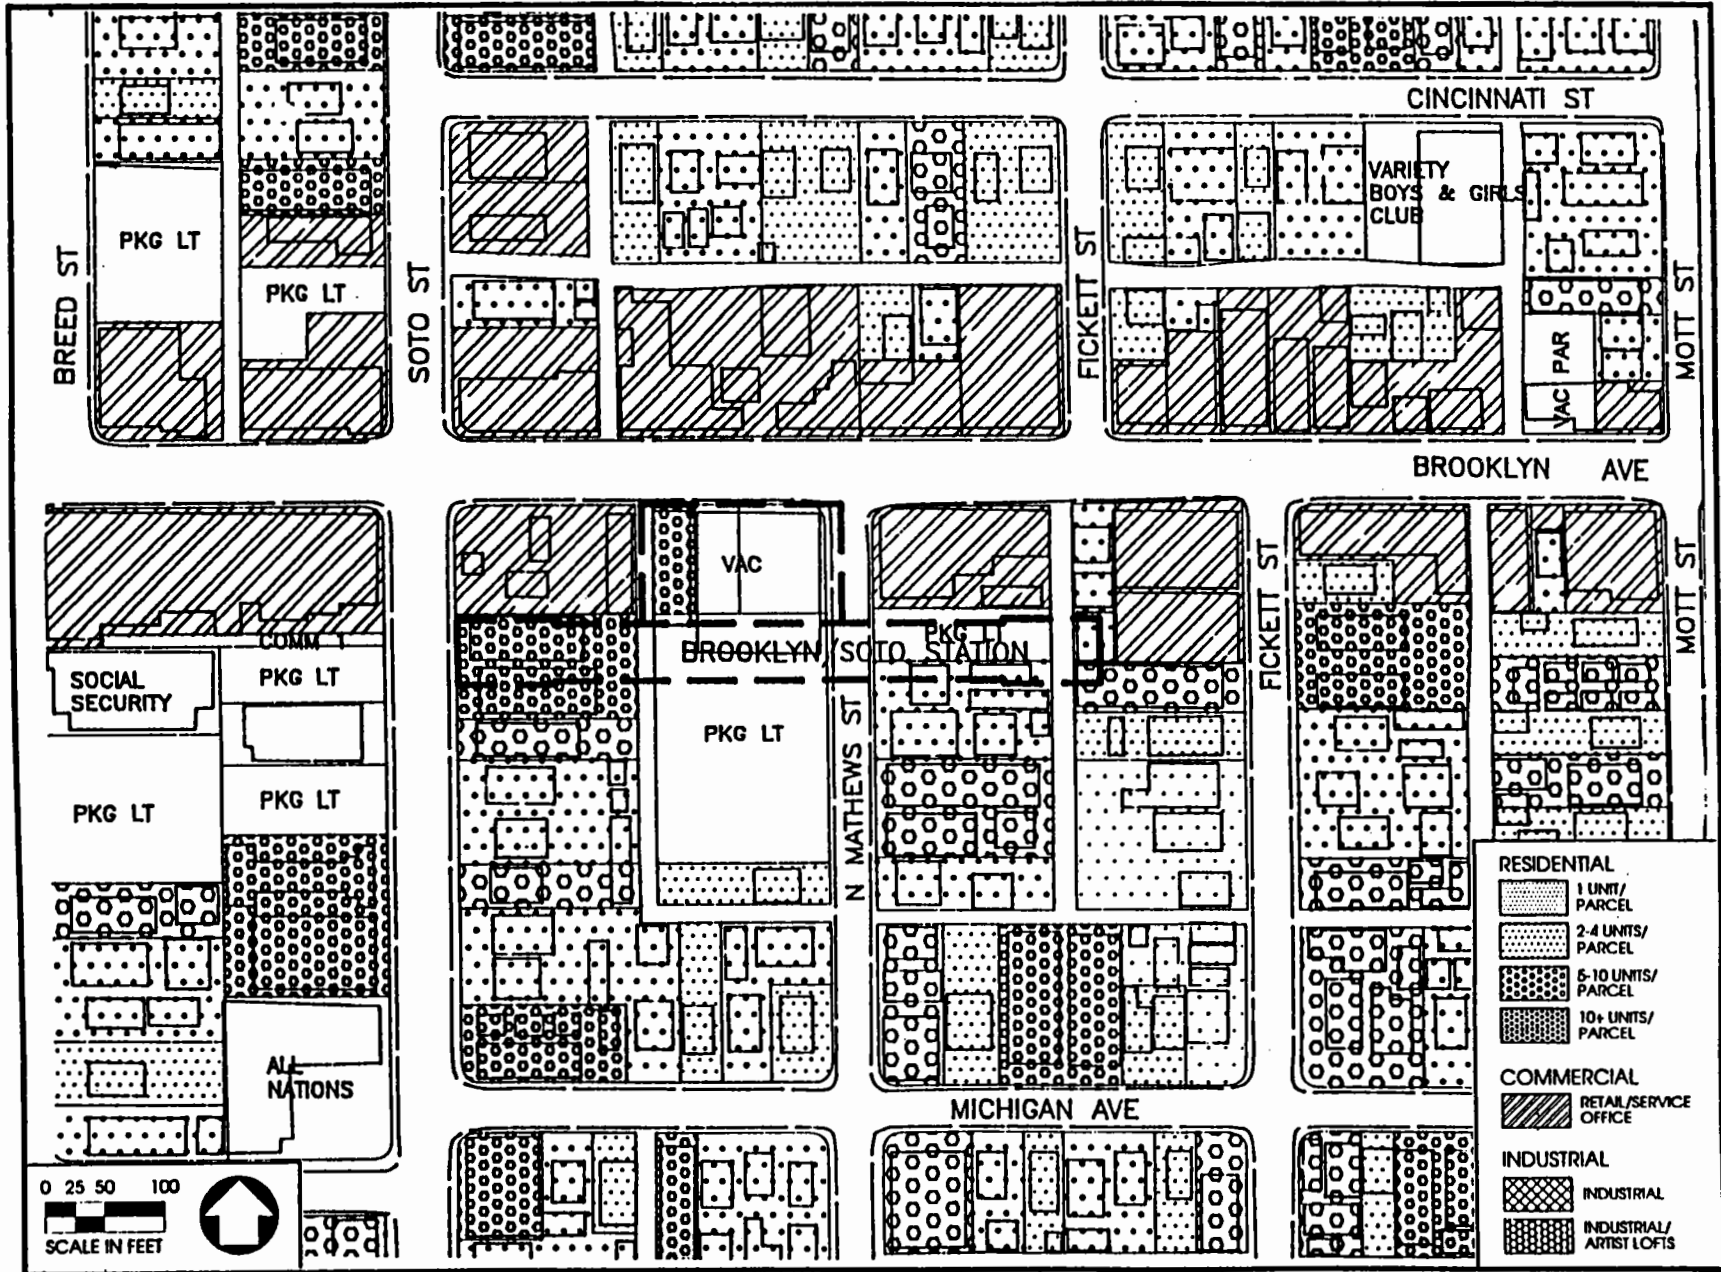 CINCINNATI ST
VARIETY
BOYS & GIRLS
CLUB
PKG LT
PKG LT
BREED ST
SOTO ST
FICKETT ST
MOTT ST
VAC PAR
VAC
BROOKLYN AVE
VAC
COMM
PKG
BROOKLYN/SOTO STATION
SOCIAL
SECURITY
PKG LT
PKG LT
PKG LT
PKG LT
N MATHEWS ST
FICKETT ST
MOTT ST
ALL
NATIONS
MICHIGAN AVE
0 25 50 100
SCALE IN FEET
RESIDENTIAL
1 UNIT/
PARCEL
2-4 UNITS/
PARCEL
5-10 UNITS/
PARCEL
10+ UNITS/
PARCEL
COMMERCIAL
RETAIL/SERVICE
OFFICE
INDUSTRIAL
INDUSTRIAL
INDUSTRIAL/
ARTIST LOFTS